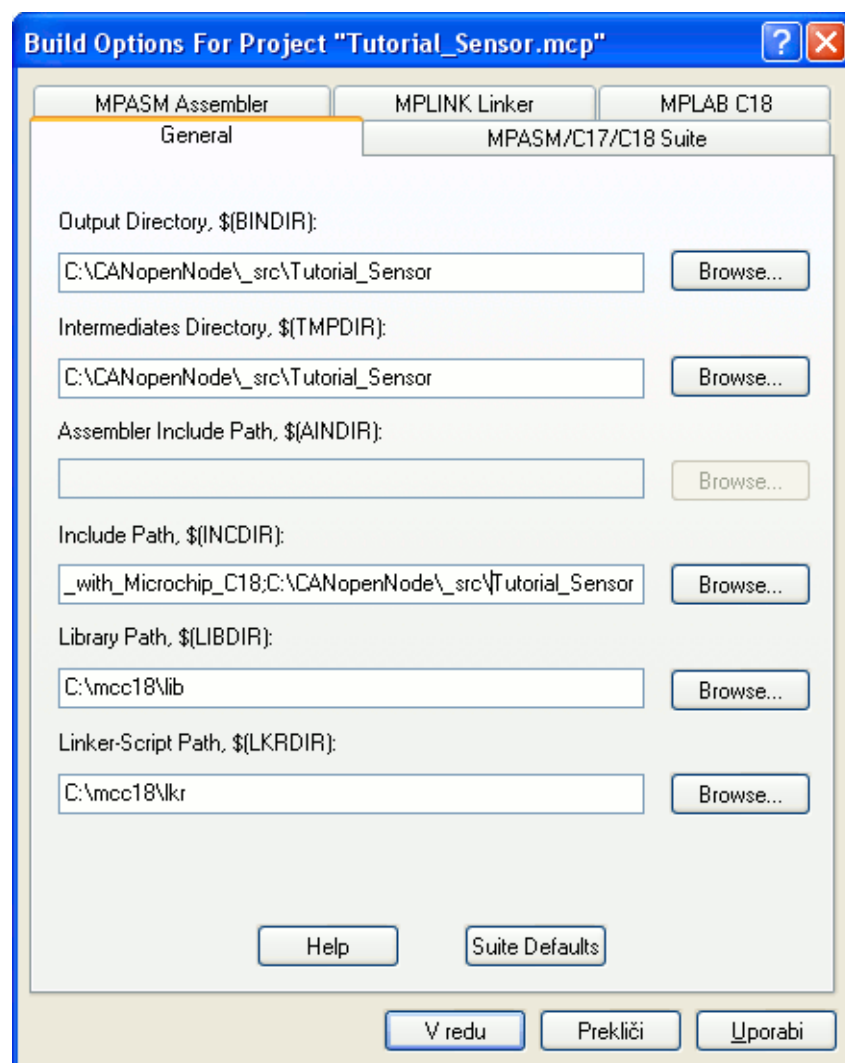 Build Options For Project "Tutorial_Sensor.mcp"
MPASM Assembler MPLINK Linker MPLAB C18
General MPASM/C17/C18 Suite
Output Directory, $(BINDIR):
C:\CANopenNode\_src\Tutorial_Sensor Browse...
Intermediates Directory, $(TMPDIR):
C:\CANopenNode\_src\Tutorial_Sensor Browse...
Assembler Include Path, $(AINDIR):
Browse...
Include Path, $(INCDIR):
_with_Microchip_C18;C:\CANopenNode\_src\Tutorial_Sensor Browse...
Library Path, $(LIBDIR):
C:\mcc18\lib Browse...
Linker-Script Path, $(LKRDIR):
C:\mcc18\lkr Browse...
Help Suite Defaults
V redu Prekliči Uporabi